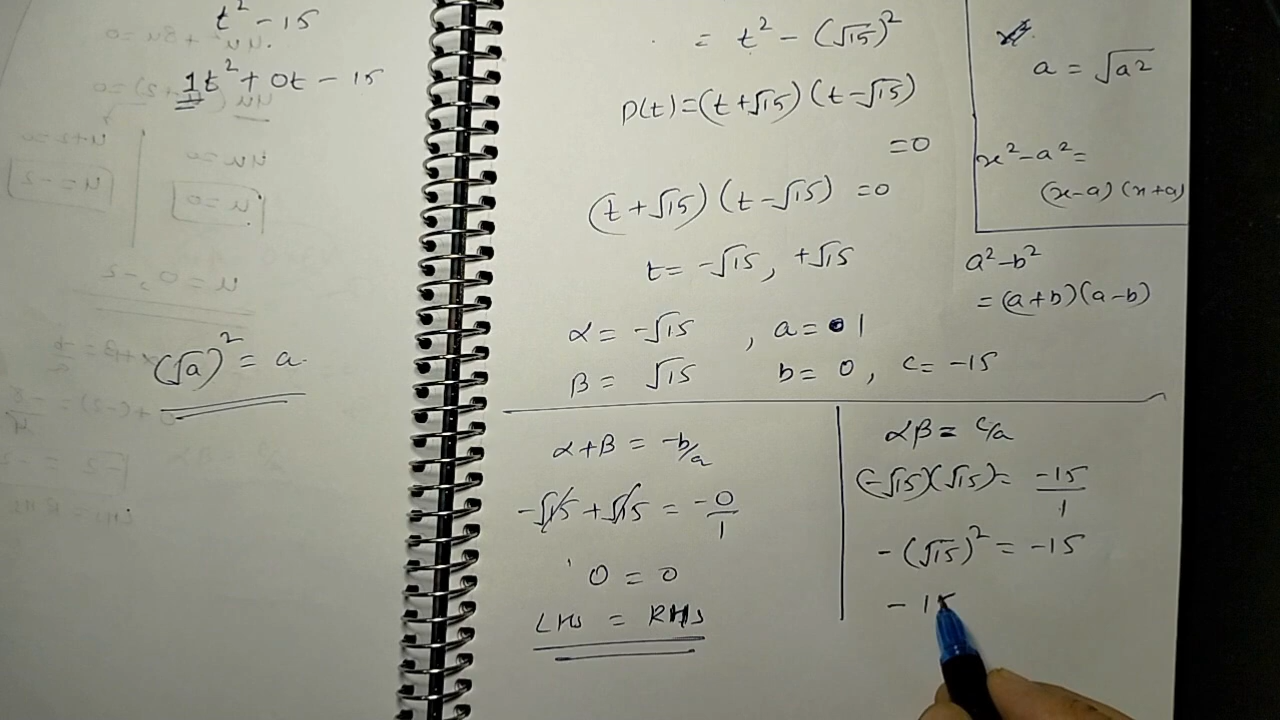 t² - 15
1t² + 0t - 15
(√a)² = a
= t² - (√15)²
P(t) = (t+√15) (t-√15)
=0
(t+√15) (t-√15) =0
t = -√15, +√15
α = -√15 , a = 1
β = √15 b = 0, c = -15
a = √a2
x² - a² =
(x-a) (x+a)
a² - b²
= (a+b) (a-b)
α+β = -b/a
-√15 + √15 = -0/1
0 = 0
LHS = RHS
αβ = c/a
(-√15)(√15) = -15/1
-(√15)² = -15
- 15